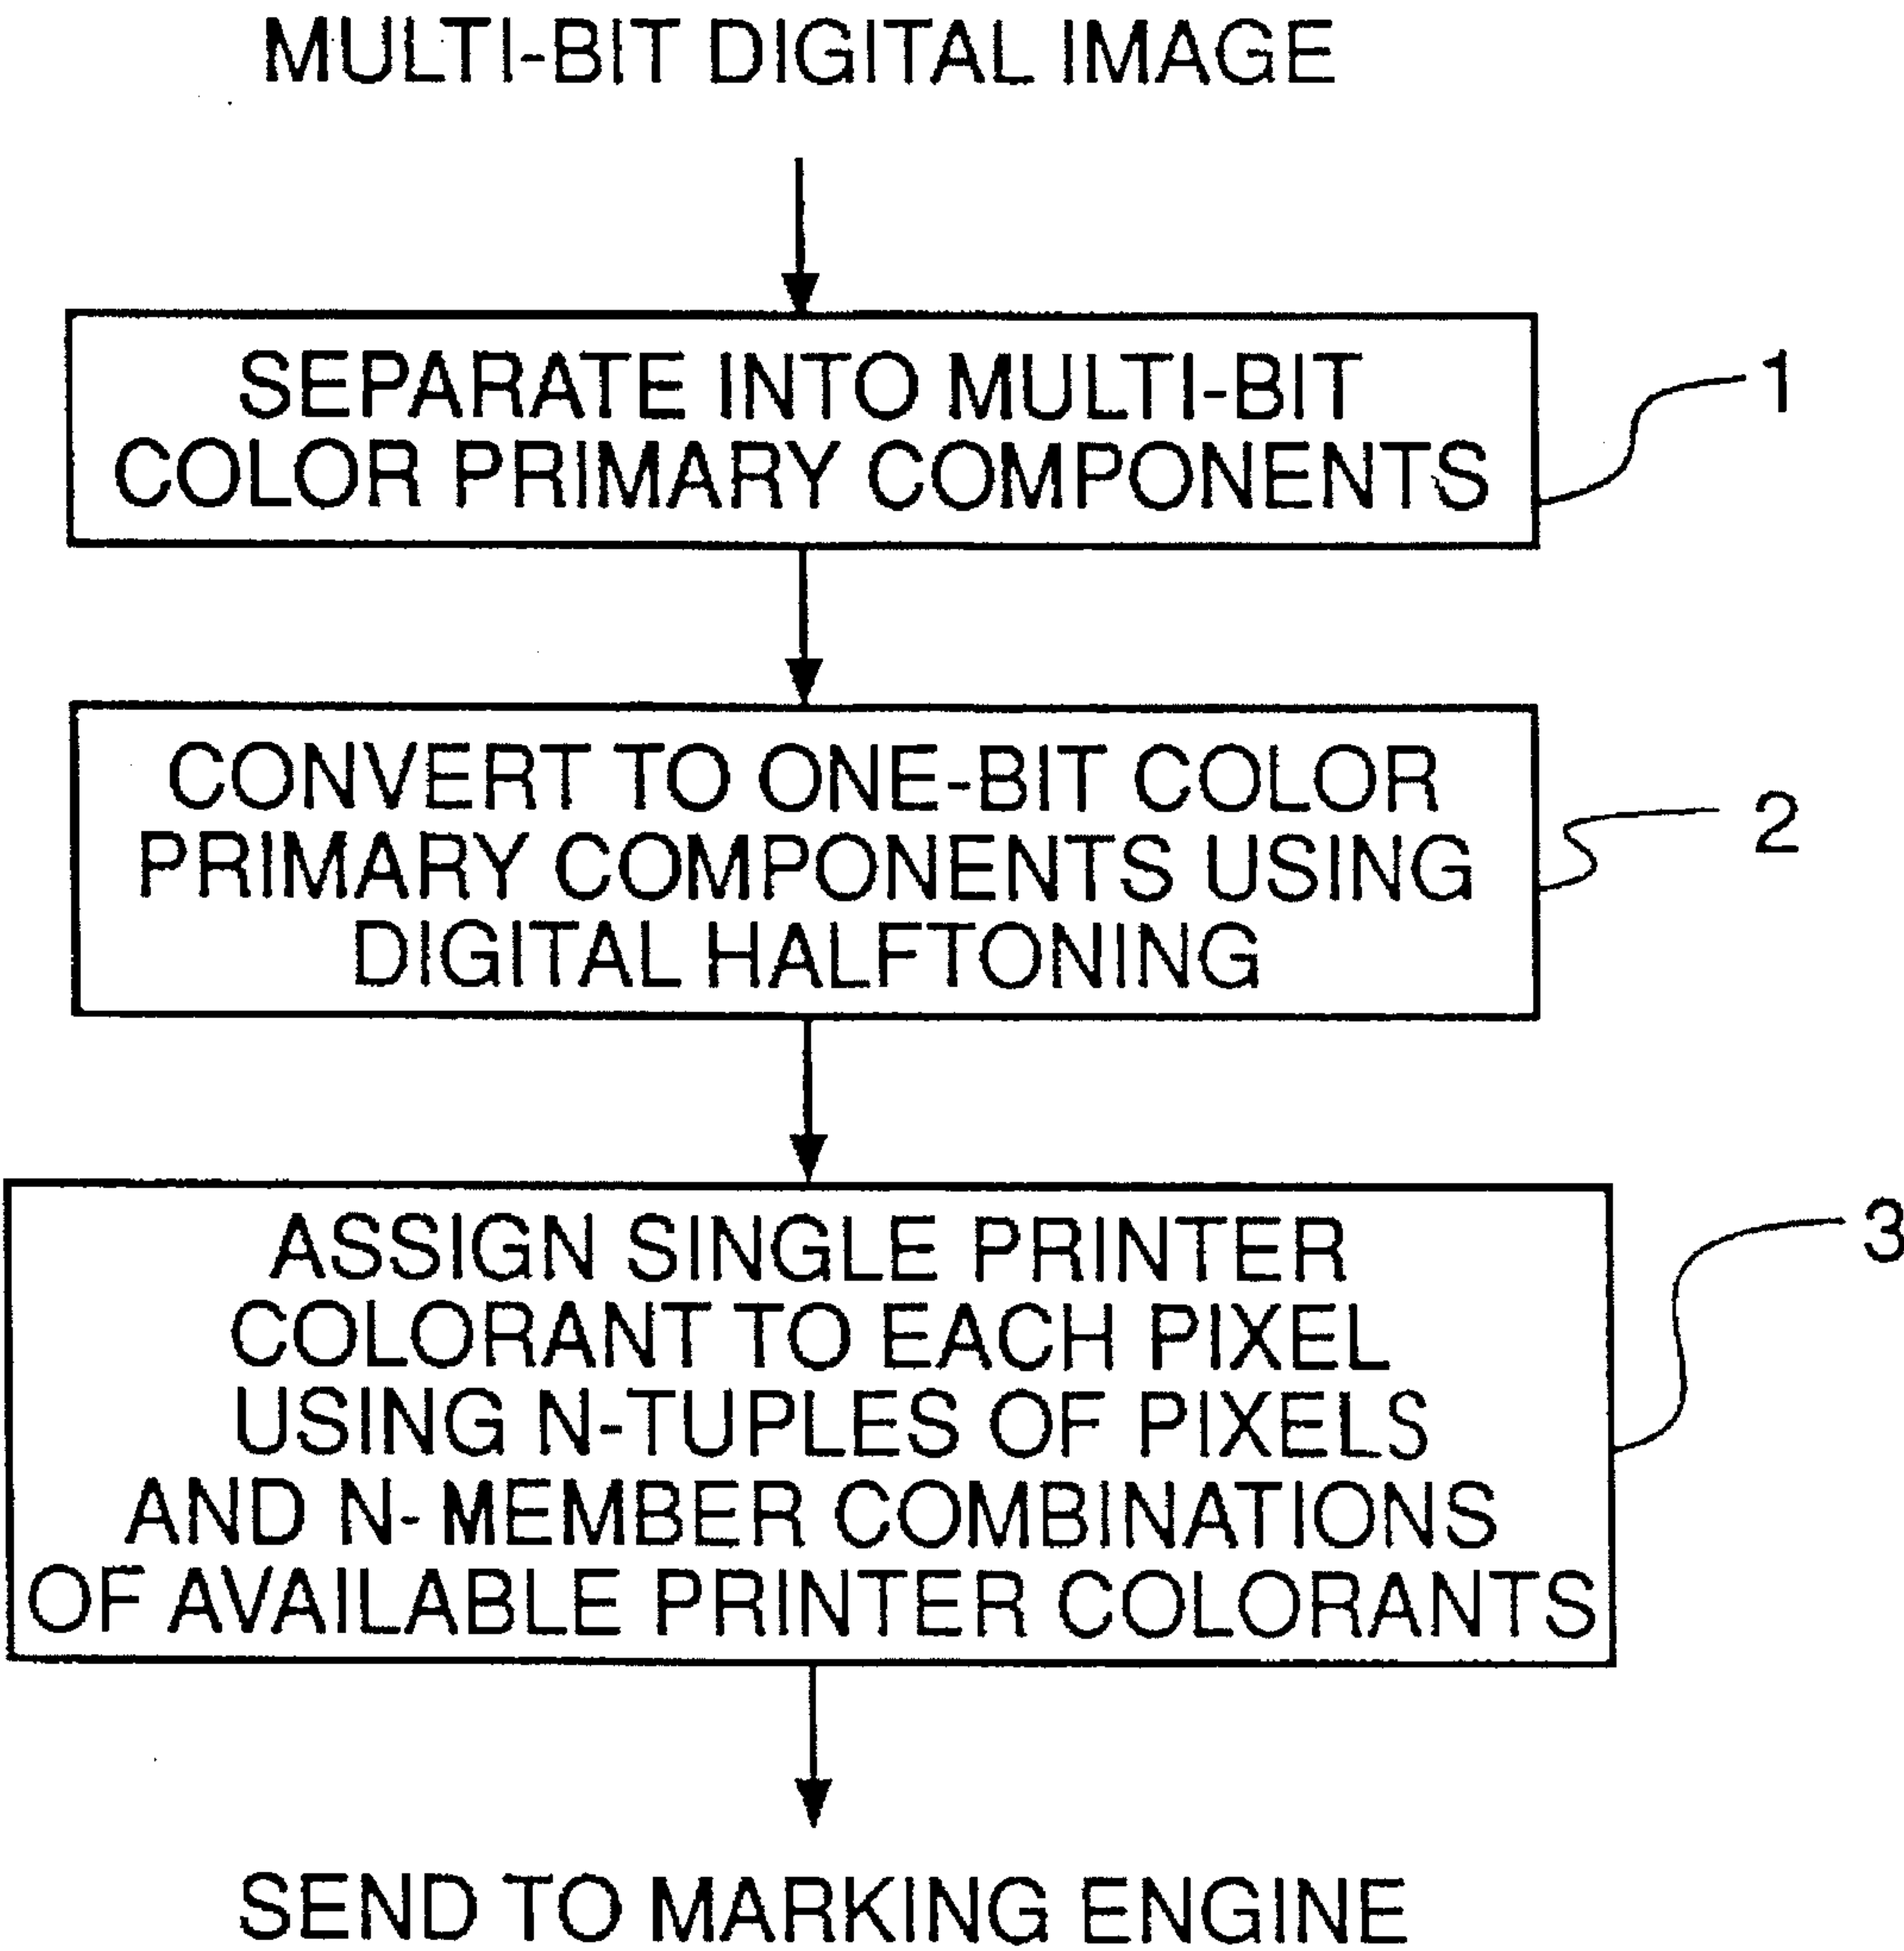 MULTI-BIT DIGITAL IMAGE
SEPARATE INTO MULTI-BIT
COLOR PRIMARY COMPONENTS
1
CONVERT TO ONE-BIT COLOR
PRIMARY COMPONENTS USING
DIGITAL HALFTONING
2
ASSIGN SINGLE PRINTER
COLORANT TO EACH PIXEL
USING N-TUPLES OF PIXELS
AND N-MEMBER COMBINATIONS
OF AVAILABLE PRINTER COLORANTS
3
SEND TO MARKING ENGINE